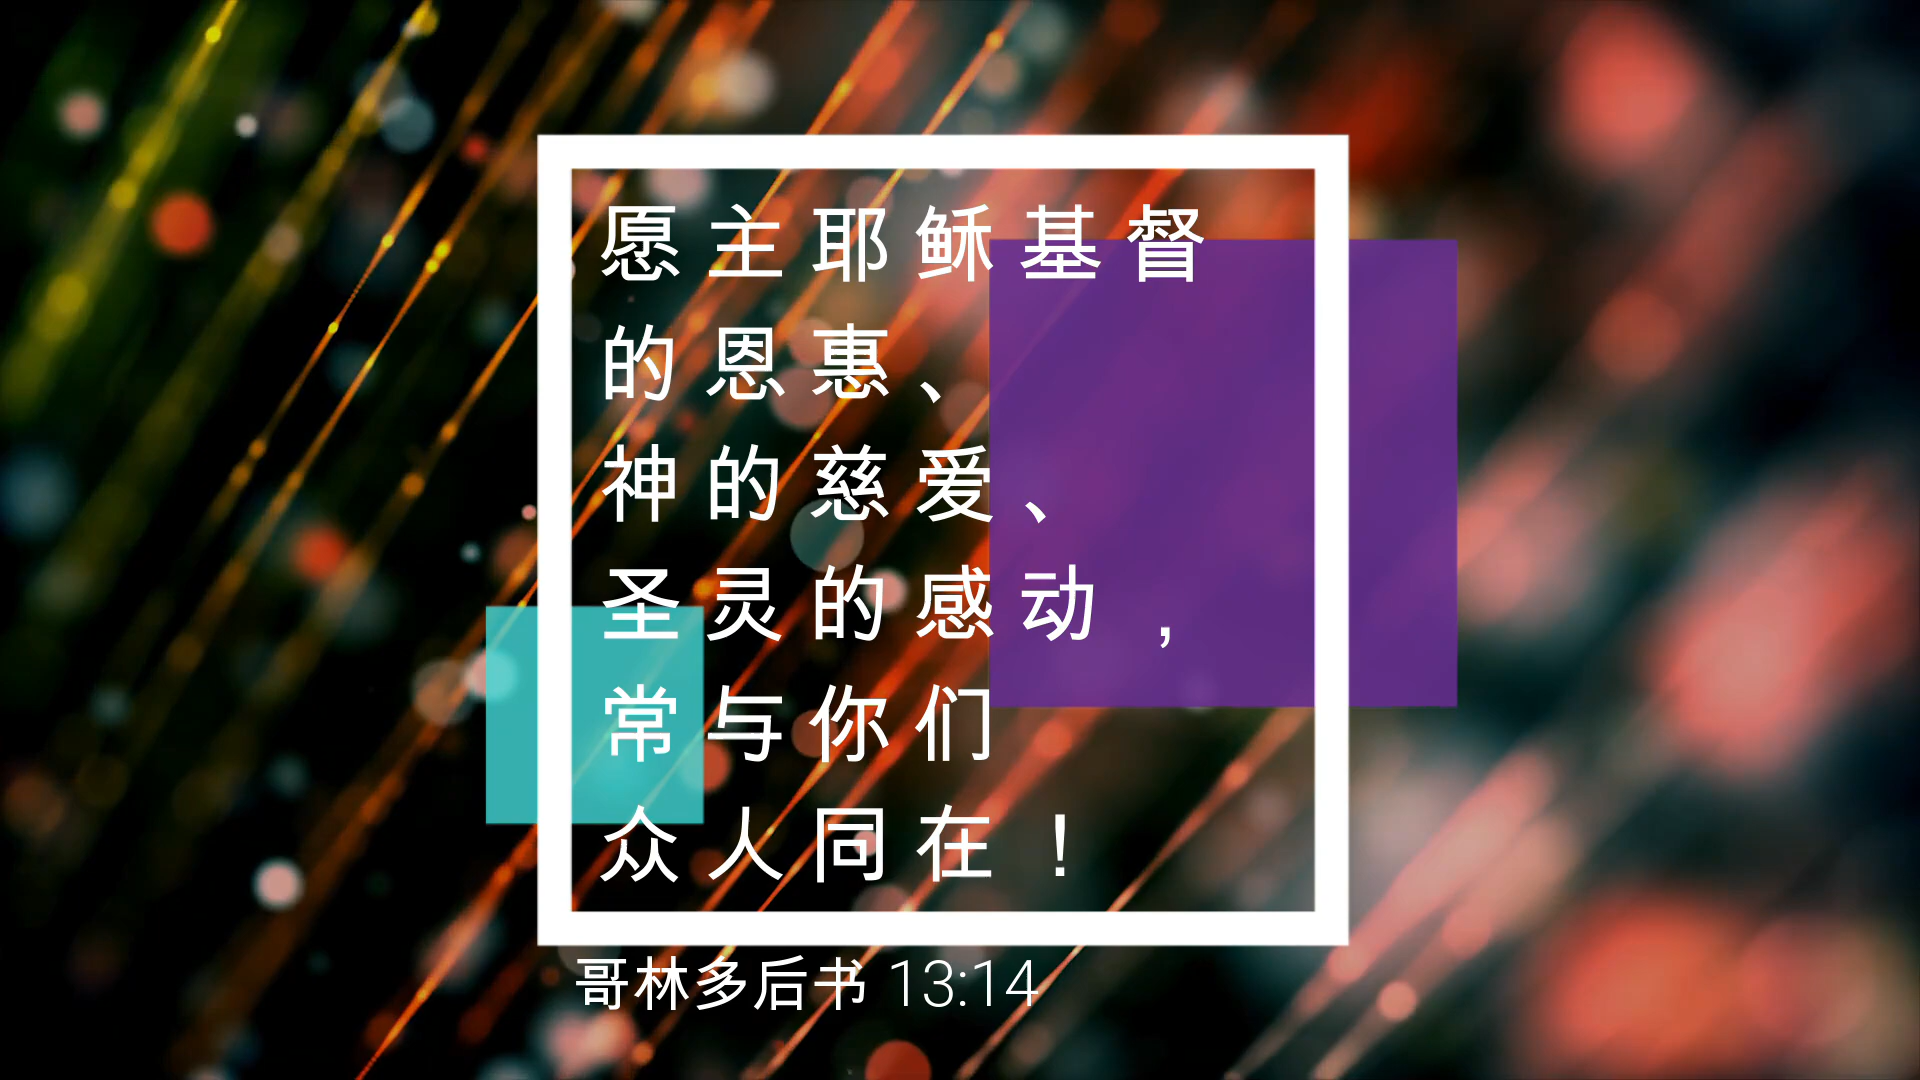 愿主耶稣基督
的恩惠、
神的慈爱、
圣灵的感动，
常与你们
众人同在！
哥林多后书 13:14